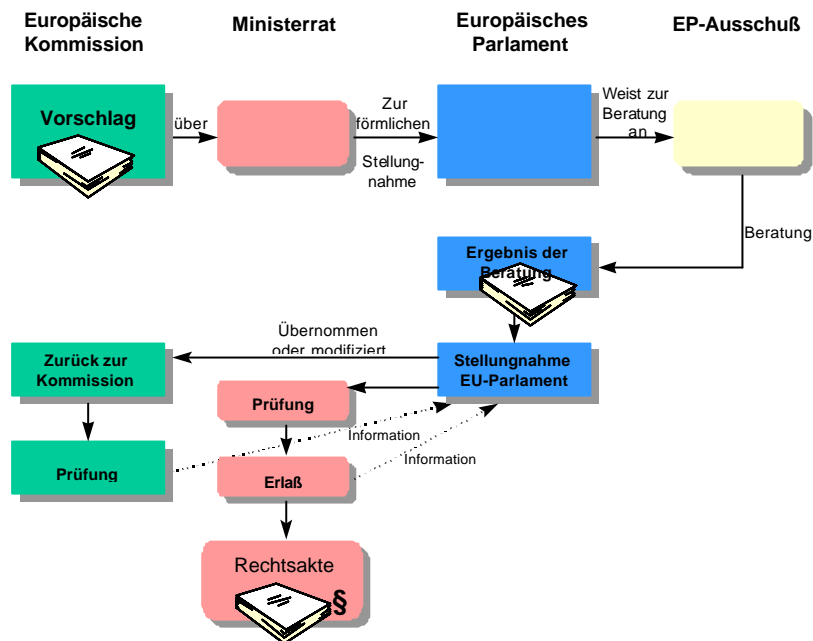 Europäische
Kommission
Ministerrat
Europäisches
Parlament
EP-Ausschuß
Vorschlag
über
Zur
förmlichen
Stellung-
nahme
Weist zur
Beratung
an
Beratung
Ergebnis der
Beratung
Übernommen
oder modifiziert
Zurück zur
Kommission
Stellungnahme
EU-Parlament
Prüfung
Information
Information
Prüfung
Erlaß
Rechtsakte
§